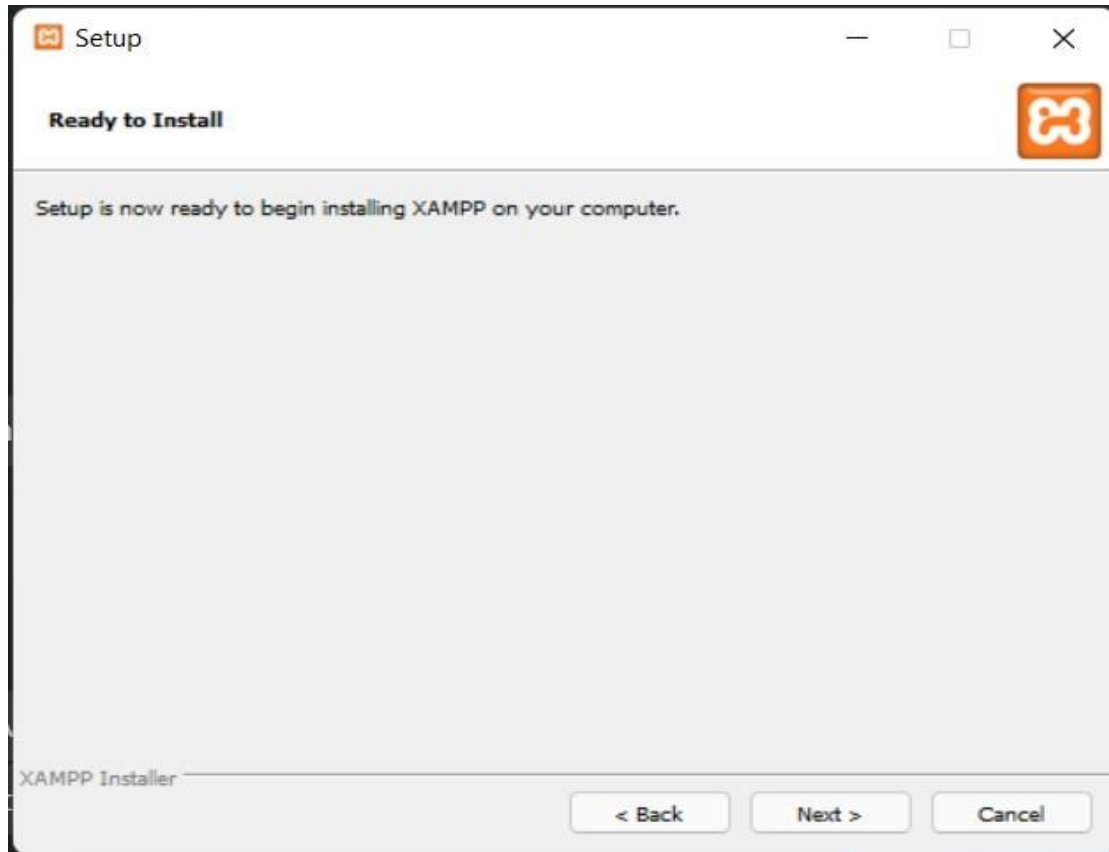 Setup
Ready to Install
Setup is now ready to begin installing XAMPP on your computer.
XAMPP Installer
< Back
Next >
Cancel